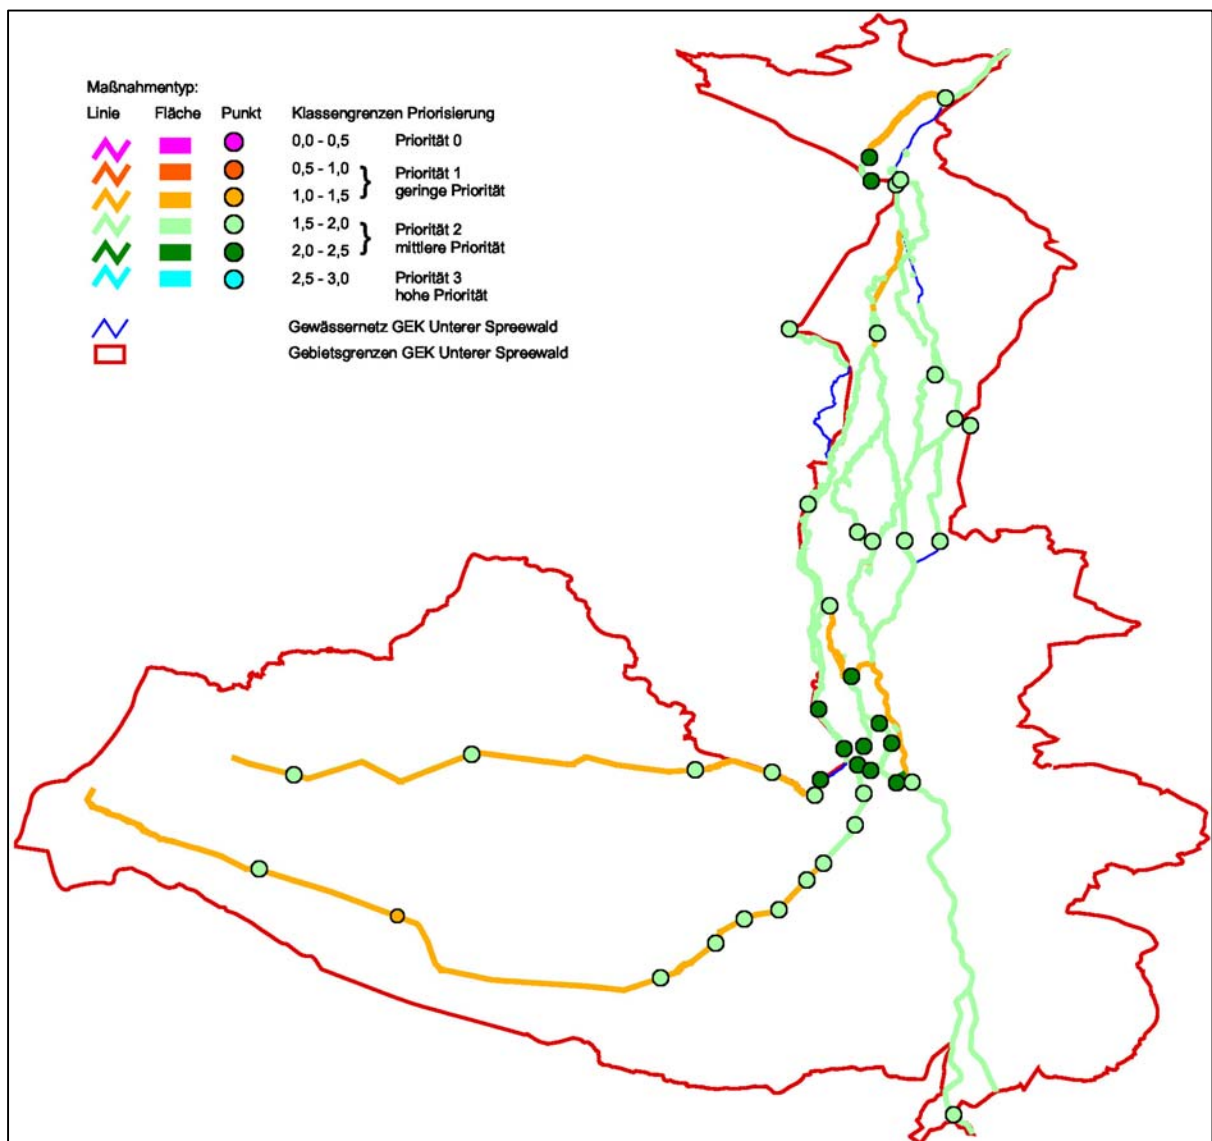 Maßnahmentyp:
Linie Fläche Punkt Klassengrenzen Priorisierung
0,0 - 0,5 Priorität 0
0,5 - 1,0 Priorität 1
1,0 - 1,5 } geringe Priorität
1,5 - 2,0 Priorität 2
2,0 - 2,5 } mittlere Priorität
2,5 - 3,0 Priorität 3
hohe Priorität
Gewässernetz GEK Unterer Spreewald
Gebietsgrenzen GEK Unterer Spreewald